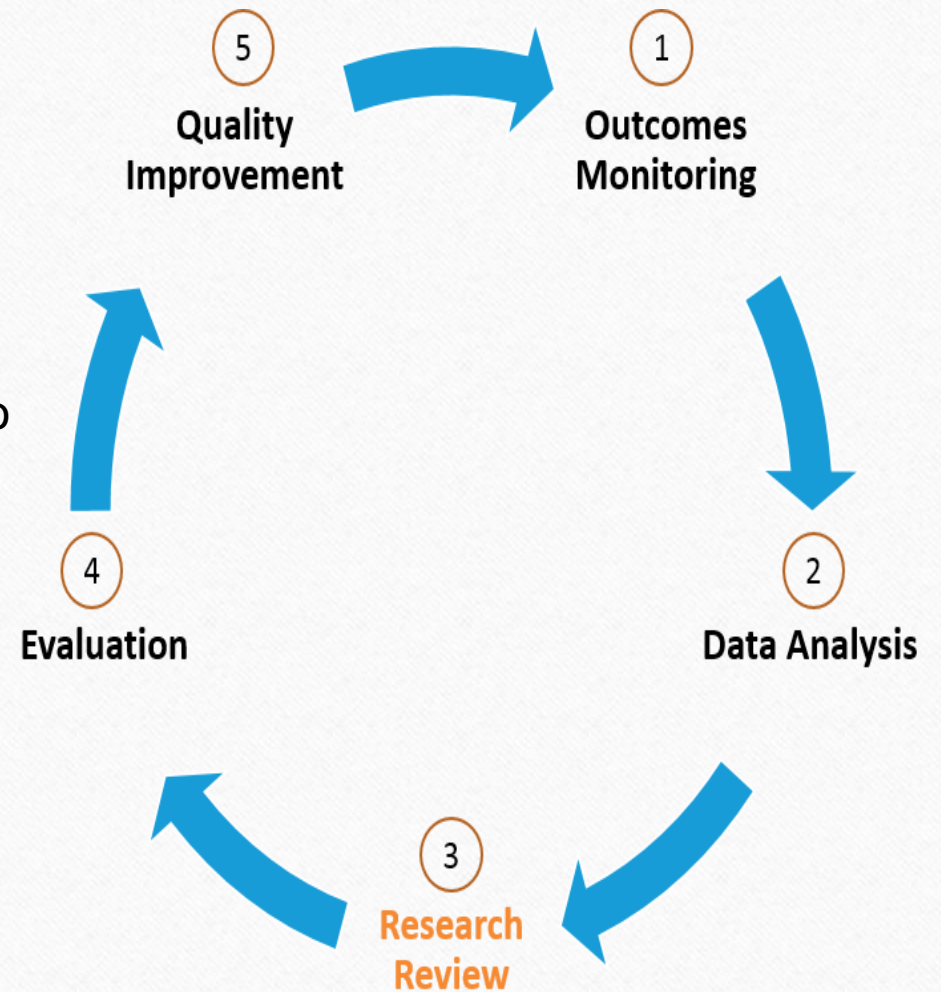 5
Quality
Improvement
1
Outcomes
Monitoring
2
Data Analysis
3
Research
Review
4
Evaluation